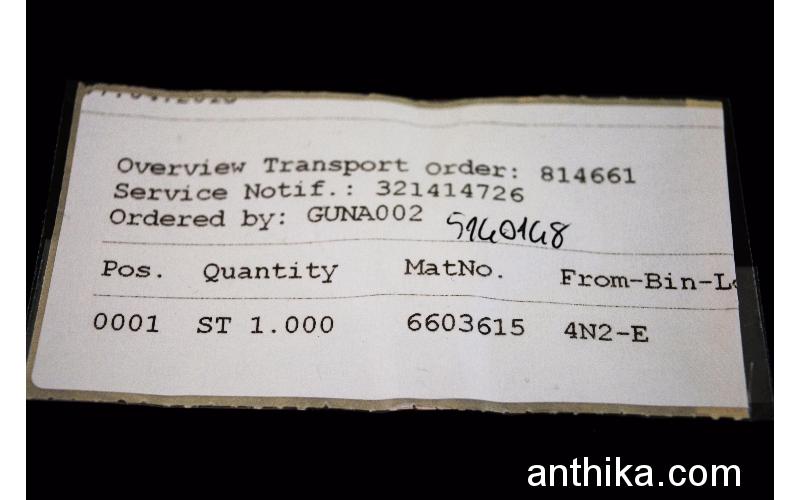 Overview Transport order: 814661
Service Notif.: 321414726
Ordered by: GUNA002 5140148
Pos. Quantity MatNo. From-Bin-L
0001 ST 1.000 6603615 4N2-E
anthika.com